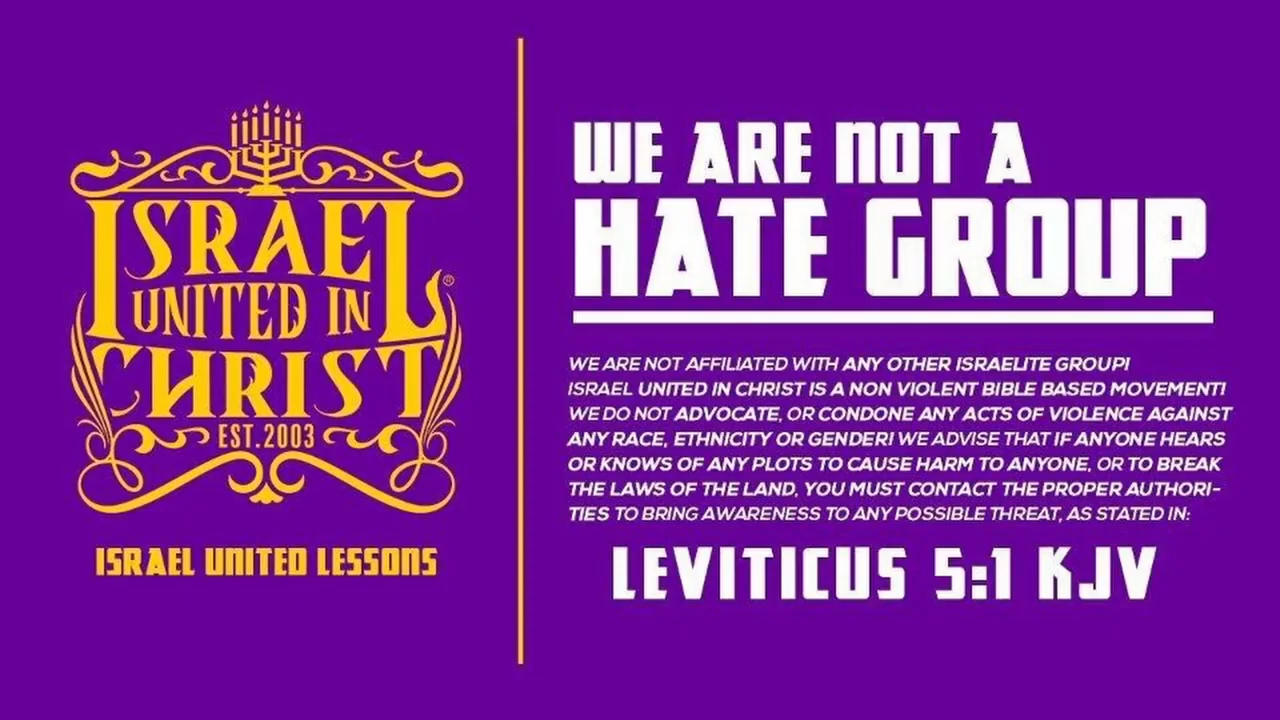 ISRAEL
UNITED IN
CHRIST
EST.2003
ISRAEL UNITED LESSONS
WE ARE NOT A
HATE GROUP
WE ARE NOT AFFILIATED WITH ANY OTHER ISRAELITE GROUP!
ISRAEL UNITED IN CHRIST IS A NON VIOLENT BIBLE BASED MOVEMENT!
WE DO NOT ADVOCATE, OR CONDONE ANY ACTS OF VIOLENCE AGAINST
ANY RACE, ETHNICITY OR GENDER! WE ADVISE THAT IF ANYONE HEARS
OR KNOWS OF ANY PLOTS TO CAUSE HARM TO ANYONE, OR TO BREAK
THE LAWS OF THE LAND, YOU MUST CONTACT THE PROPER AUTHORI-
TIES TO BRING AWARENESS TO ANY POSSIBLE THREAT, AS STATED IN:
LEVITICUS 5:1 KJV